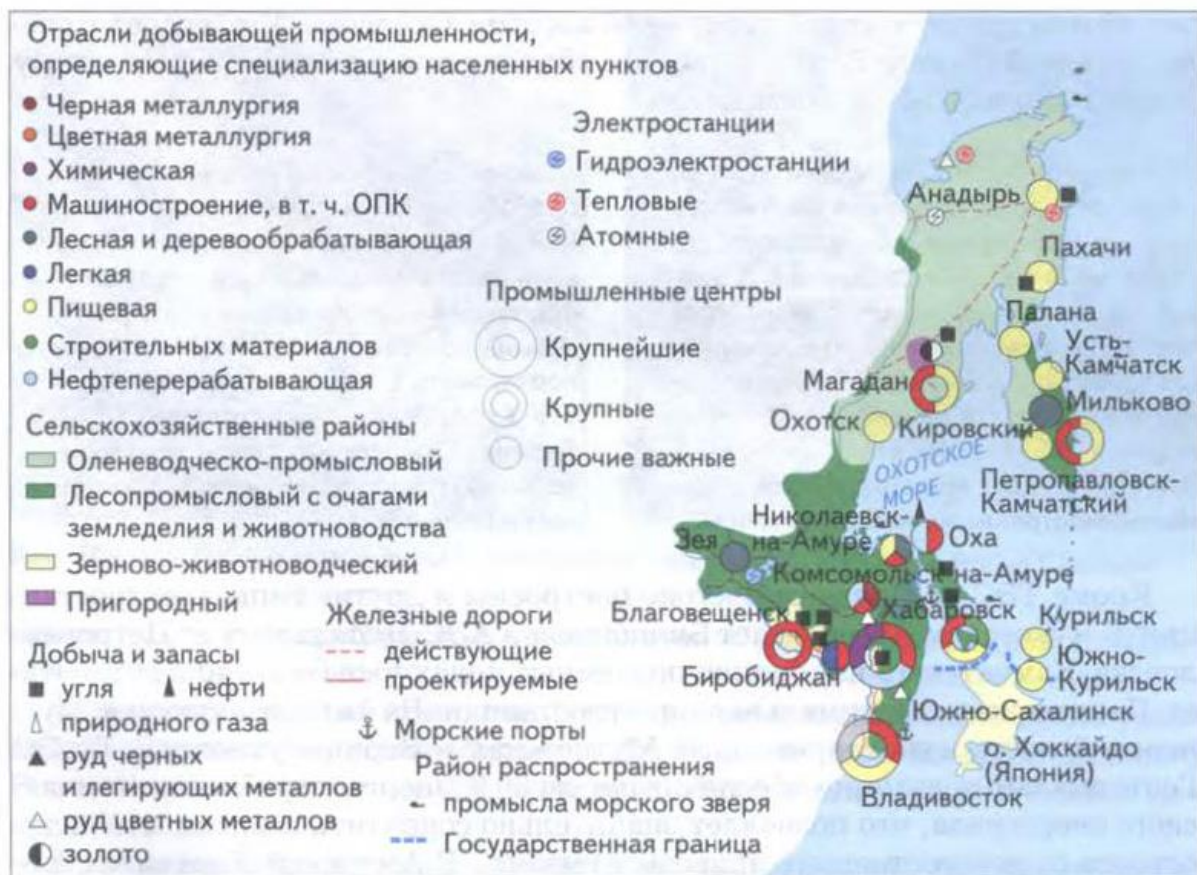 Отрасли добывающей промышленности,
определяющие специализацию населенных пунктов
Черная металлургия
Цветная металлургия
Химическая
Машиностроение, в т. ч. ОПК
Лесная и деревообрабатывающая
Легкая
Пищевая
Строительных материалов
Нефтеперерабатывающая
Сельскохозяйственные районы
Оленеводческо-промысловый
Лесопромысловый с очагами
земледелия и животноводства
Зерново-животноводческий
Пригородный
Добыча и запасы
угля
нефти
природного газа
руд черных
и легирующих металлов
руд цветных металлов
золото
Электростанции
Гидроэлектростанции
Тепловые
Атомные
Промышленные центры
Крупнейшие
Крупные
Прочие важные
Железные дороги
действующие
проектируемые
Морские порты
Район распространения
промысла морского зверя
Государственная граница
Анадырь
Пахачи
Палана
Усть-
Камчатск
Магадан
Мильково
Охотск
Кировский
ОХОТСКОЕ
МОРЕ
Петропавловск-
Камчатский
Николаевск-
на-Амуре
Оха
Зея
Комсомольск-на-Амуре
Благовещенск
Хабаровск
Курильск
Биробиджан
Южно-
Курильск
Южно-Сахалинск
о. Хоккайдо
(Япония)
Владивосток